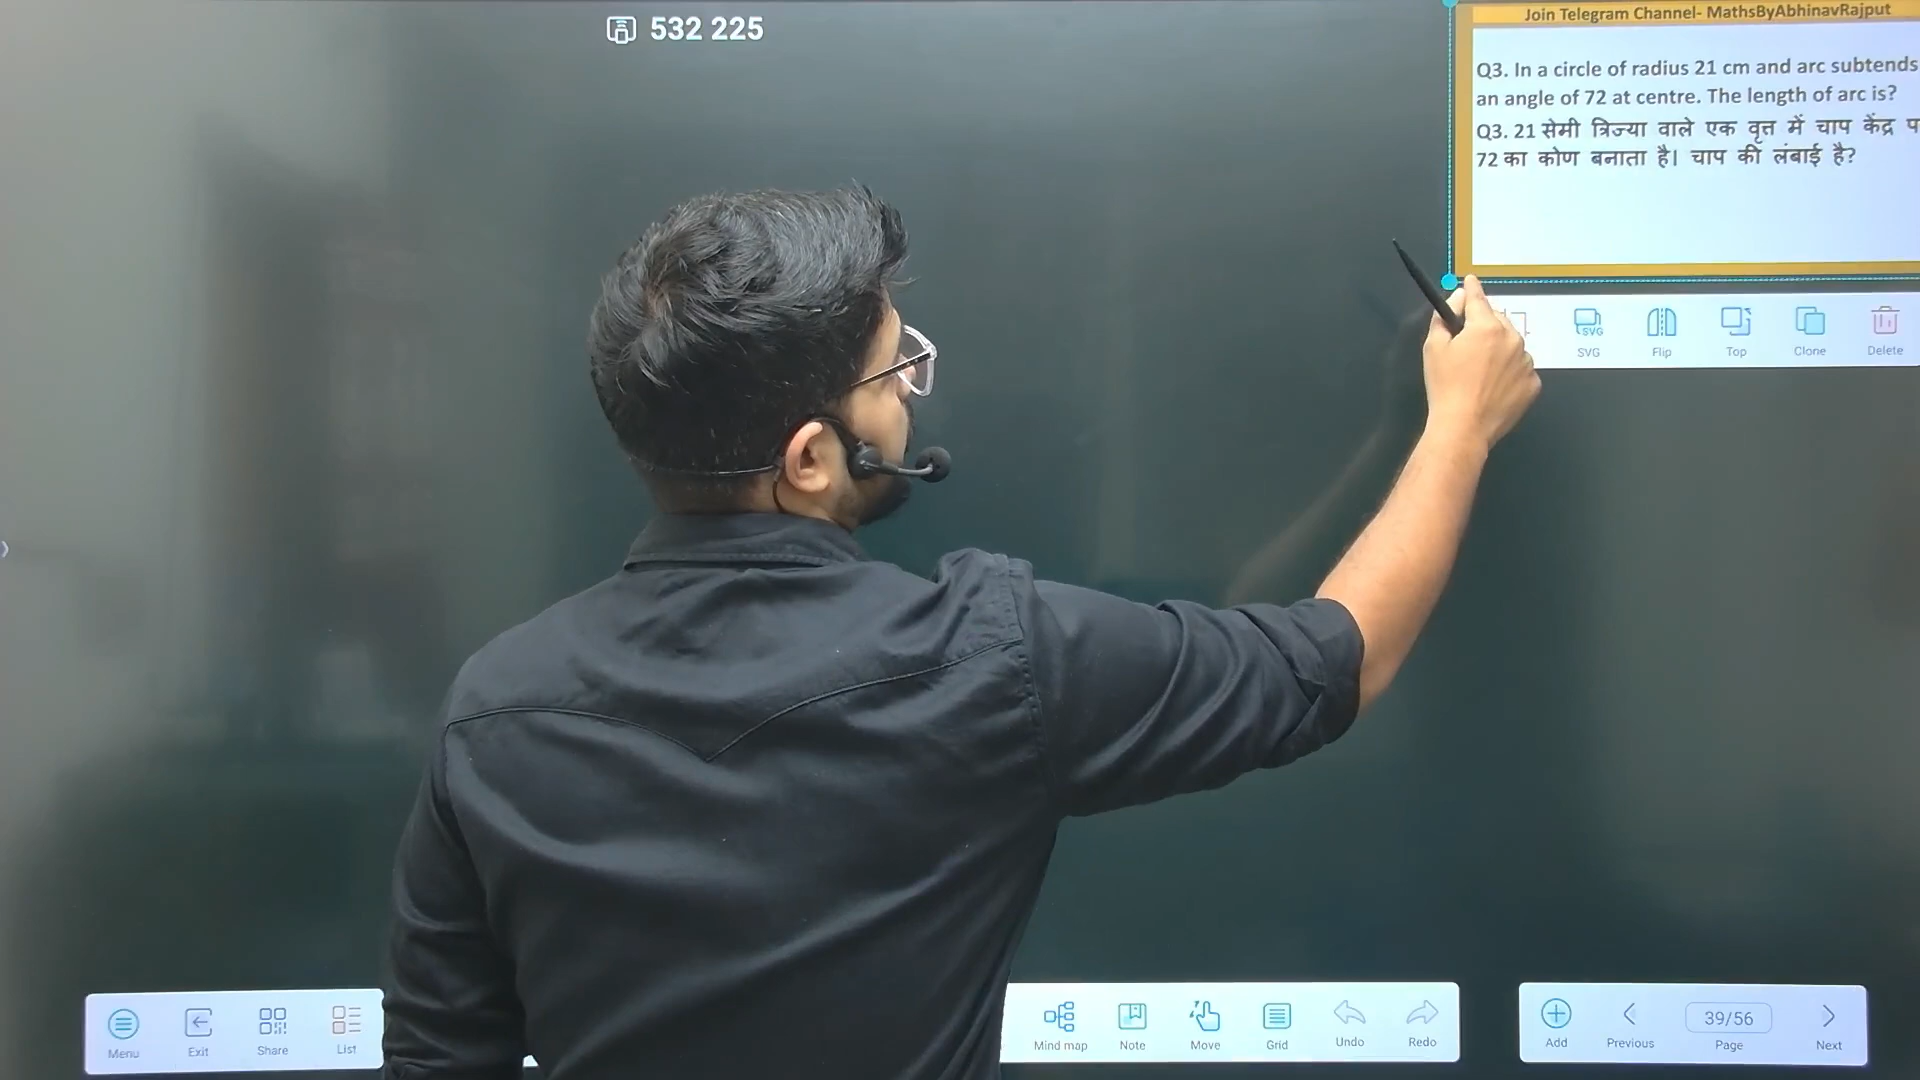 532 225
Join Telegram Channel- MathsByAbhinavRajput
Q3. In a circle of radius 21 cm and arc subtends
an angle of 72 at centre. The length of arc is?
Q3. 21 सेमी त्रिज्या वाले एक वृत्त में चाप केंद्र
72 का कोण बनाता है। चाप की लंबाई है?
SVG
SVG Flip Top Clone Delete
Menu Exit Share List
Mind map Note Move Grid Undo Redo
39/56
Add Previous Page Next